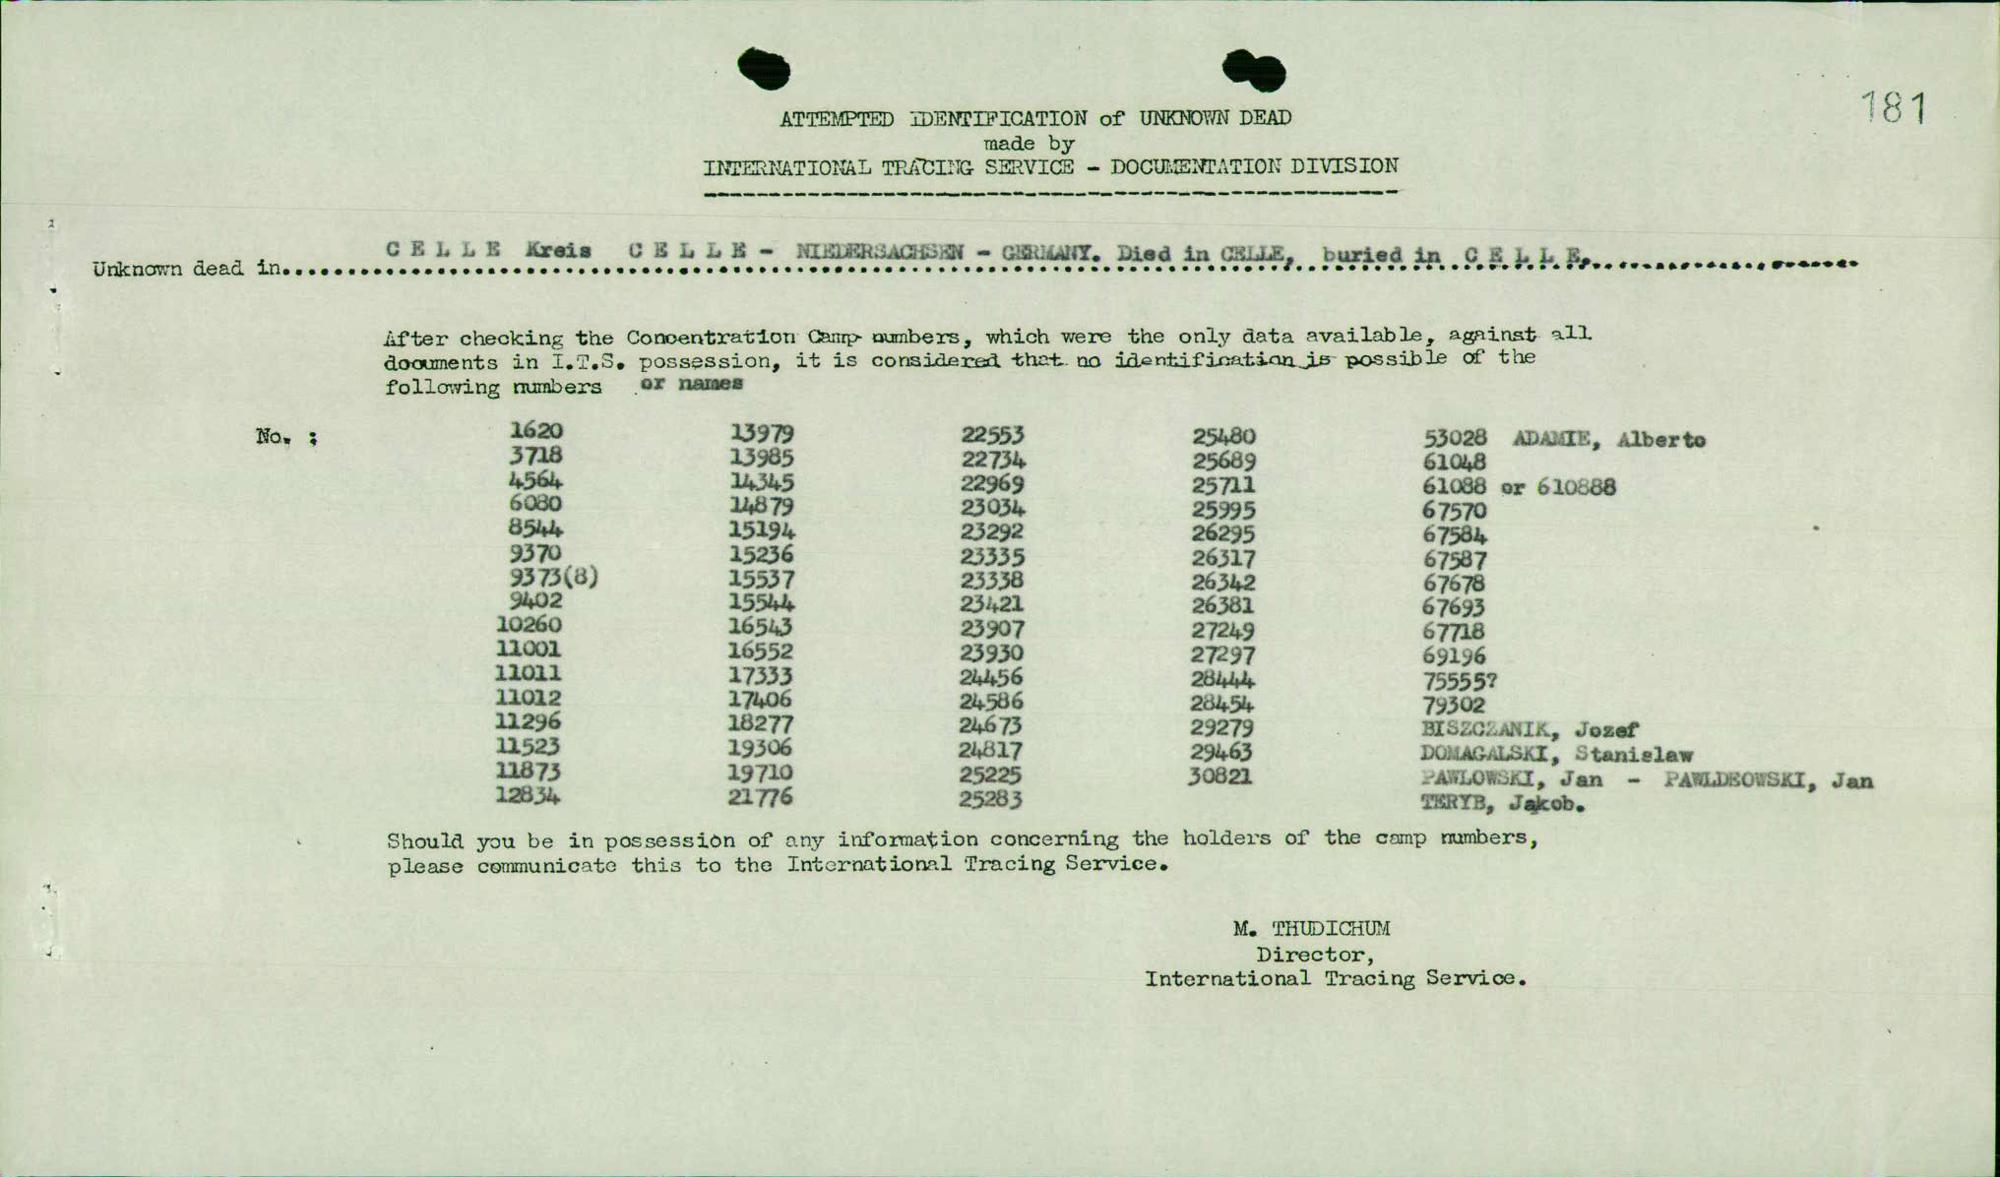 181
ATTEMPTED IDENTIFICATION of UNKNOWN DEAD
made by
INTERNATIONAL TRACING SERVICE - DOCUMENTATION DIVISION
Unknown dead in... C E L L E Kreis C E L L E - NIEDERSACHSEN - GERMANY. Died in CELLE, buried in C E L L E.
After checking the Concentration Camp numbers, which were the only data available, against all
documents in I.T.S. possession, it is considered that no identification is possible of the
following numbers or names
No. : 1620 13979 22553 25480 53028 ADAMIE, Alberto
3718 13985 22734 25689 61048
4564 14345 22969 25711 61088 or 610888
6080 14879 23034 25995 67570
8544 15194 23292 26295 67584
9370 15236 23335 26317 67587
9373(8) 15537 23338 26342 67678
9402 15544 23421 26381 67693
10260 16543 23907 27249 67718
11001 16552 23930 27297 69196
11011 17333 24456 28444 75555?
11012 17406 24586 28454 79302
11296 18277 24673 29279 BISZCZANIK, Jozef
11523 19306 24817 29463 DOMAGALSKI, Stanislaw
11873 19710 25225 30821 PAWLOWSKI, Jan - PAWLDEOWSKI, Jan
12834 21776 25283 TERYB, Jakob.
Should you be in possession of any information concerning the holders of the camp numbers,
please communicate this to the International Tracing Service.
M. THUDICHUM
Director,
International Tracing Service.